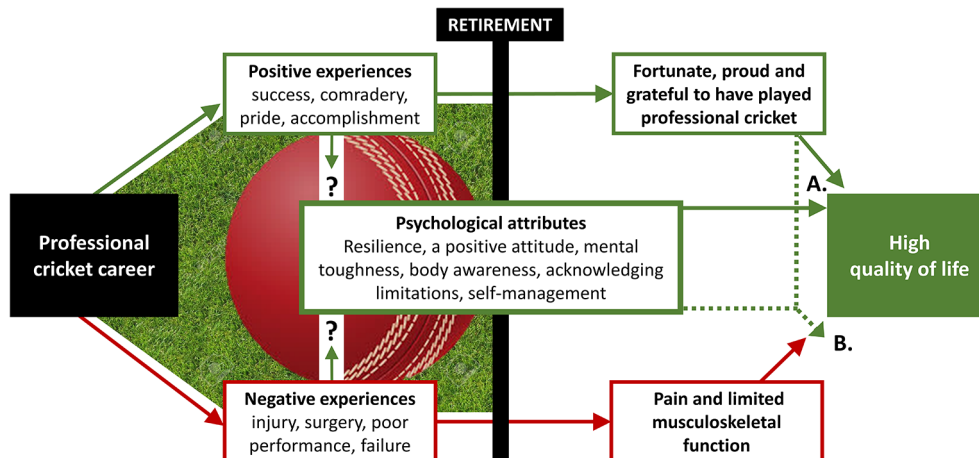 RETIREMENT
Positive experiences
success, comradery,
pride, accomplishment
Fortunate, proud and
grateful to have played
professional cricket
?
A.
Professional
cricket career
Psychological attributes
Resilience, a positive attitude, mental
toughness, body awareness, acknowledging
limitations, self-management
High
quality of life
?
B.
Negative experiences
injury, surgery, poor
performance, failure
Pain and limited
musculoskeletal
function